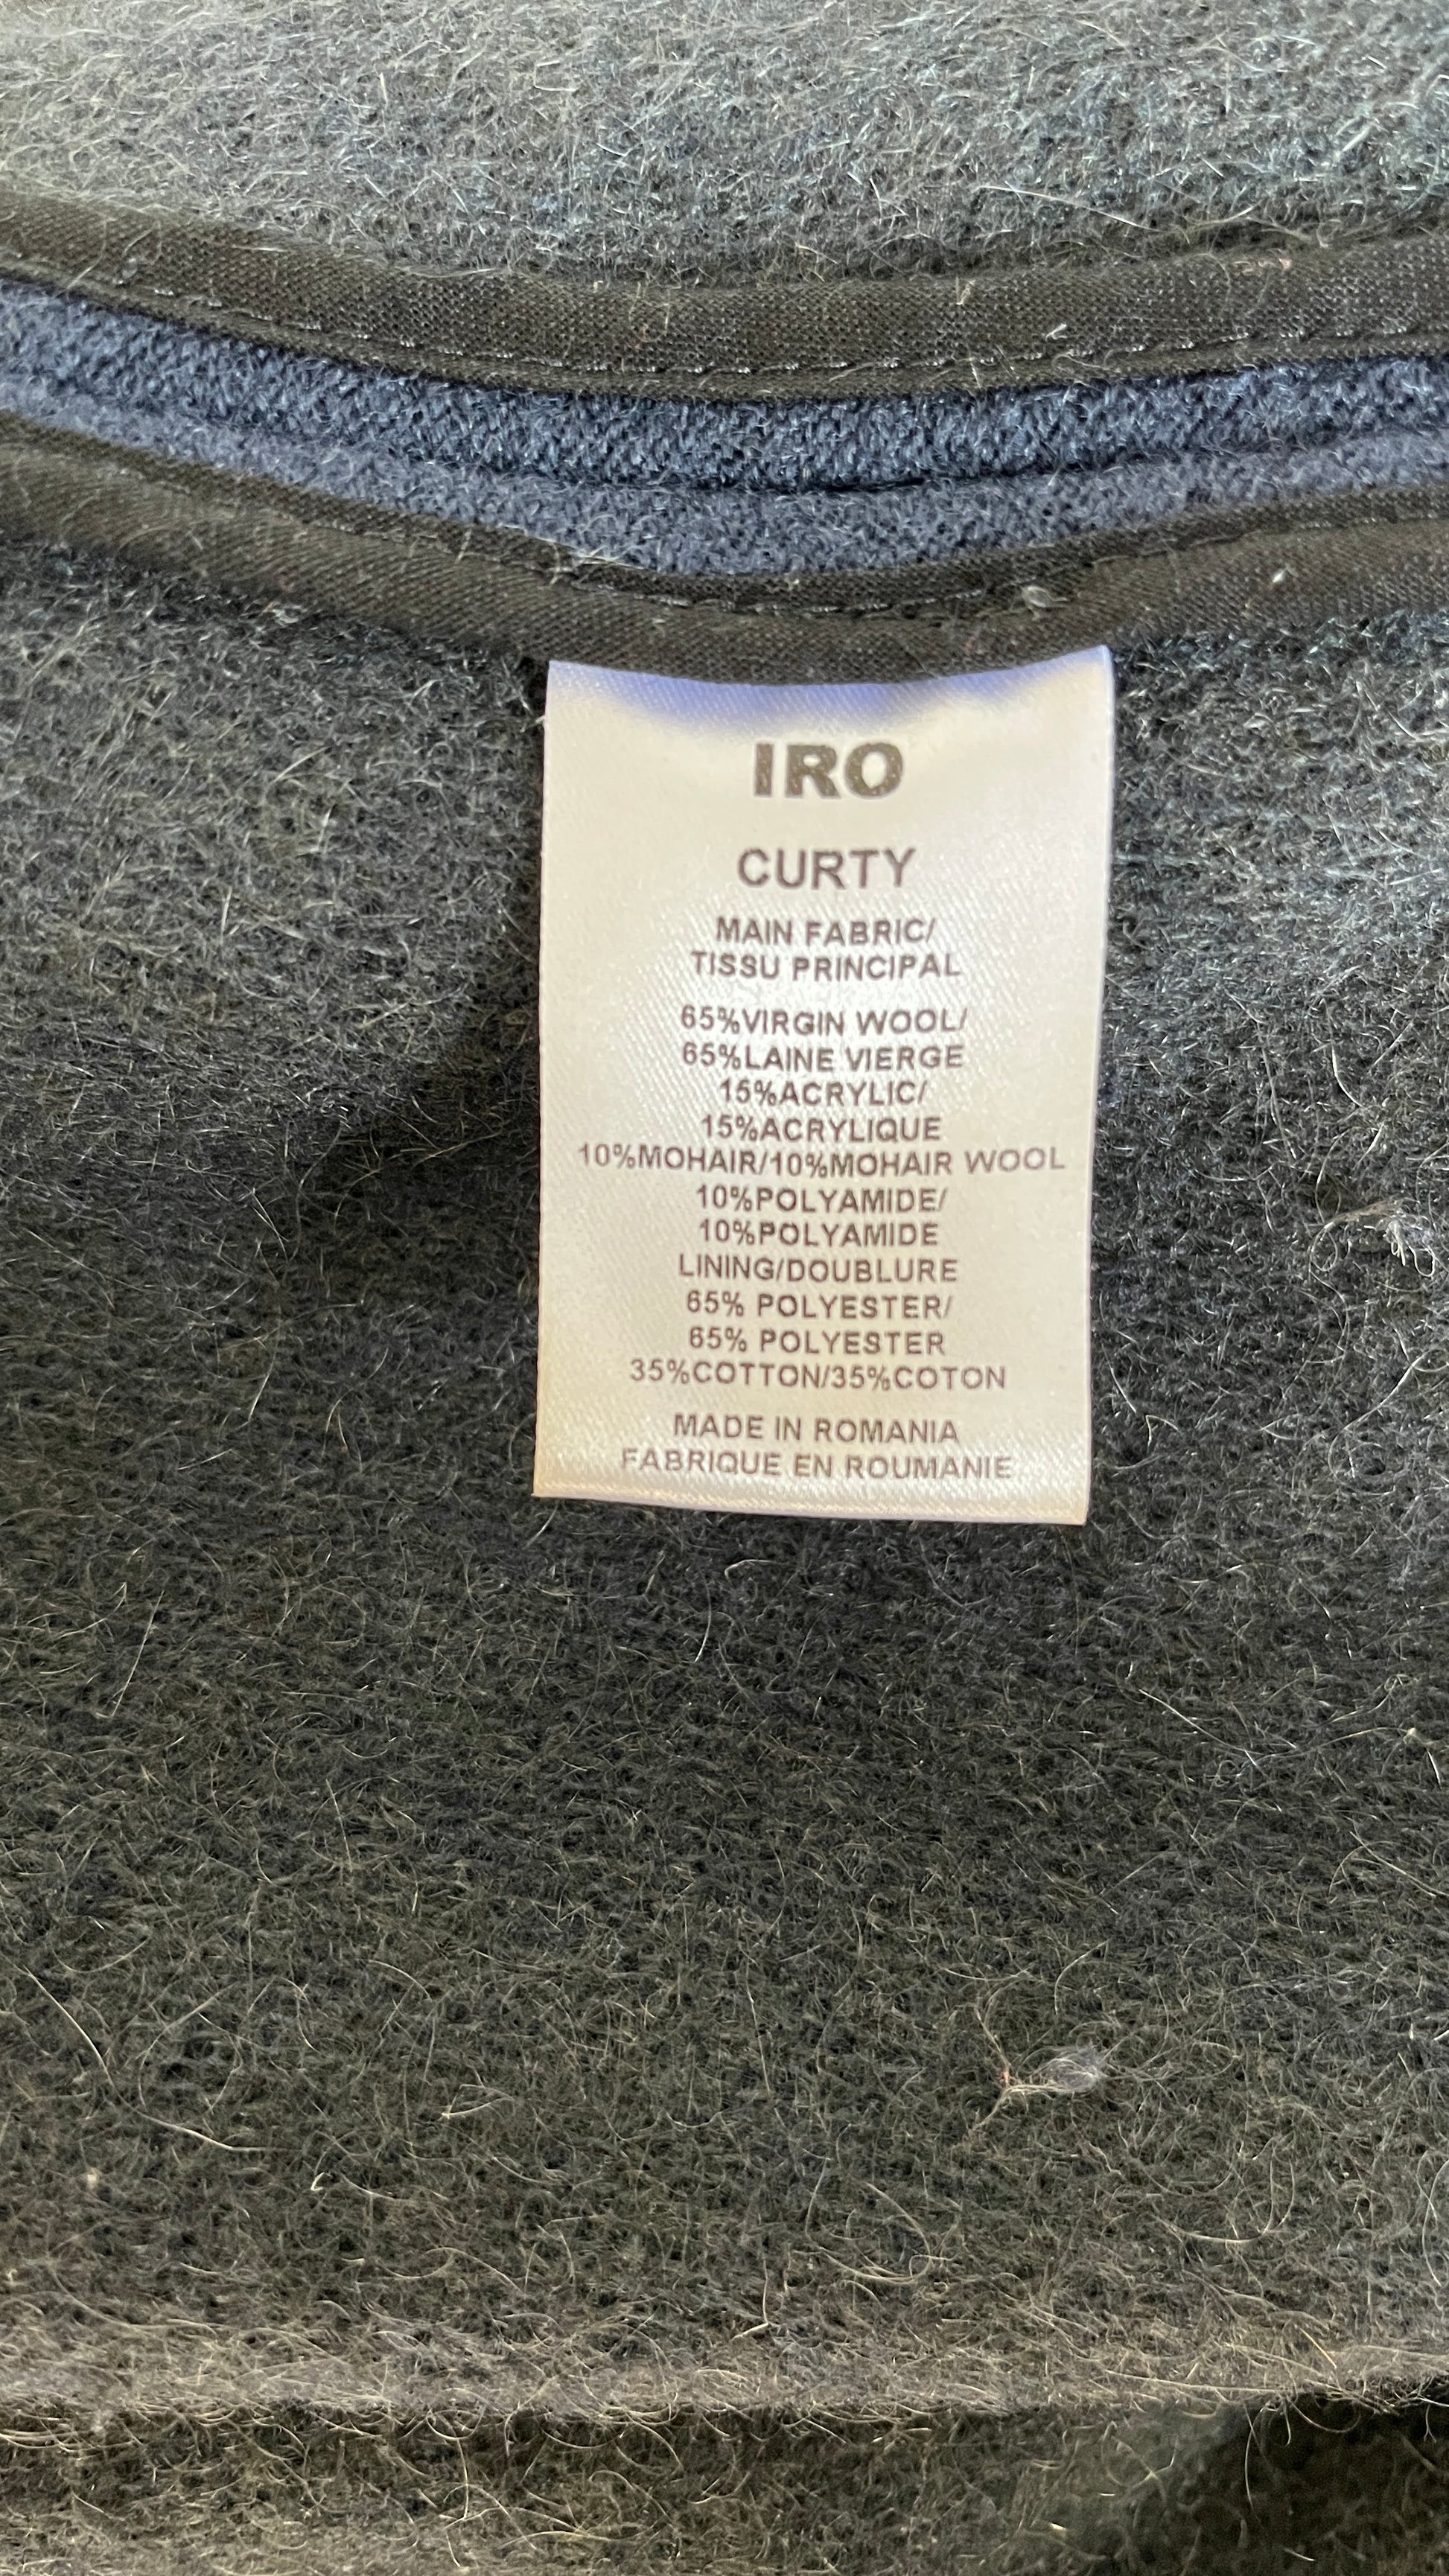 IRO
CURTY
MAIN FABRIC/
TISSU PRINCIPAL
65%VIRGIN WOOL/
65%LAINE VIERGE
15%ACRYLIC/
15%ACRYLIQUE
10%MOHAIR/10%MOHAIR WOOL
10%POLYAMIDE/
10%POLYAMIDE
LINING/DOUBLURE
65% POLYESTER/
65% POLYESTER
35%COTTON/35%COTON
MADE IN ROMANIA
FABRIQUE EN ROUMANIE